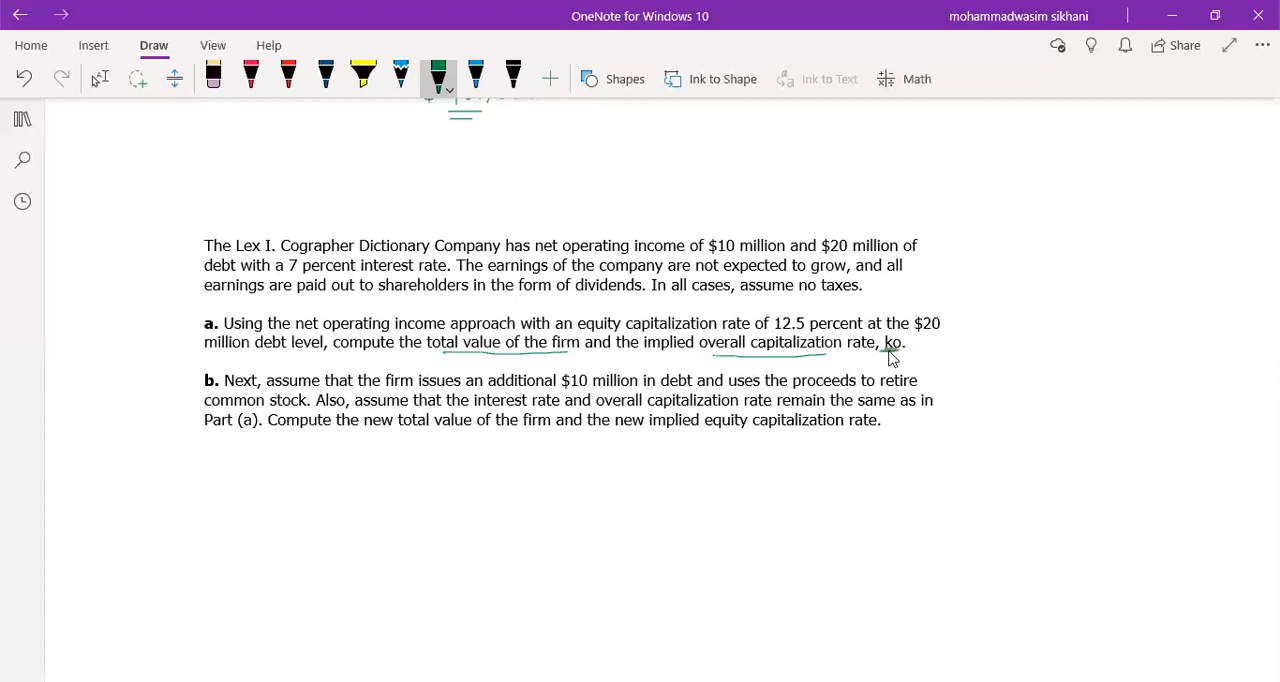 OneNote for Windows 10
mohammadwasim sikhani
Home Insert Draw View Help
Share
Shapes Ink to Shape Ink to Text Math
The Lex I. Cographer Dictionary Company has net operating income of $10 million and $20 million of
debt with a 7 percent interest rate. The earnings of the company are not expected to grow, and all
earnings are paid out to shareholders in the form of dividends. In all cases, assume no taxes.
a. Using the net operating income approach with an equity capitalization rate of 12.5 percent at the $20
million debt level, compute the total value of the firm and the implied overall capitalization rate, ko.
b. Next, assume that the firm issues an additional $10 million in debt and uses the proceeds to retire
common stock. Also, assume that the interest rate and overall capitalization rate remain the same as in
Part (a). Compute the new total value of the firm and the new implied equity capitalization rate.